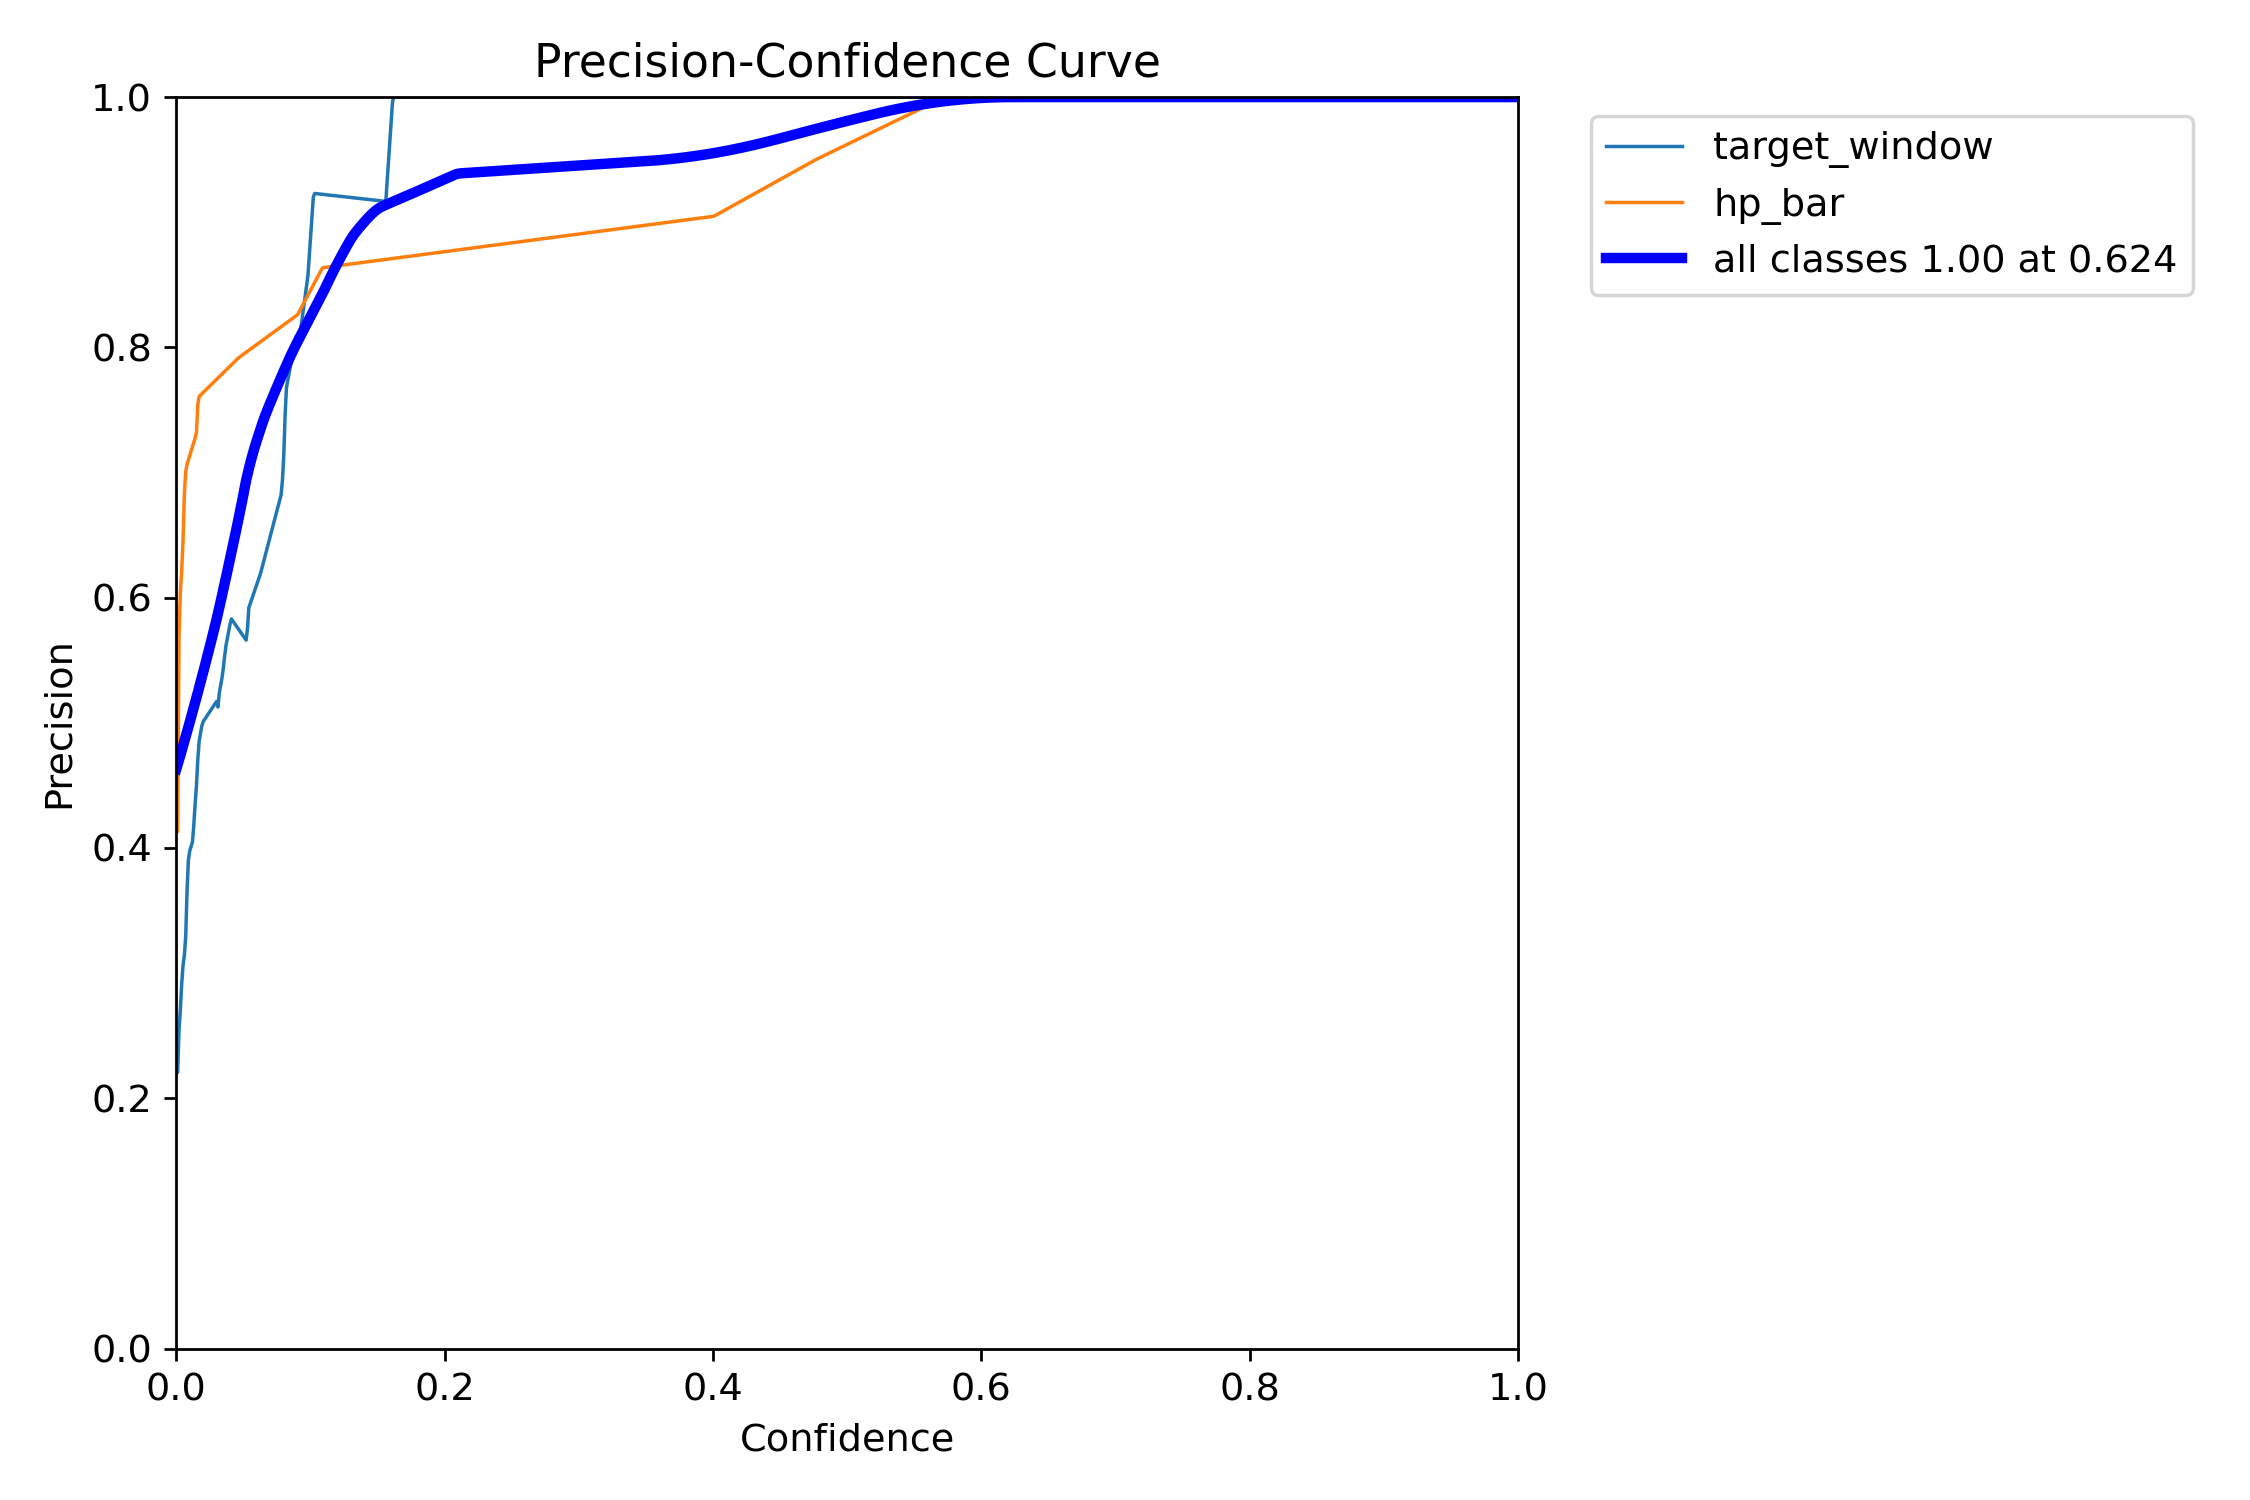 Precision-Confidence Curve
1.0
0.8
0.6
0.4
0.2
0.0
Precision
0.0 0.2 0.4 0.6 0.8 1.0
Confidence
target_window
hp_bar
all classes 1.00 at 0.624